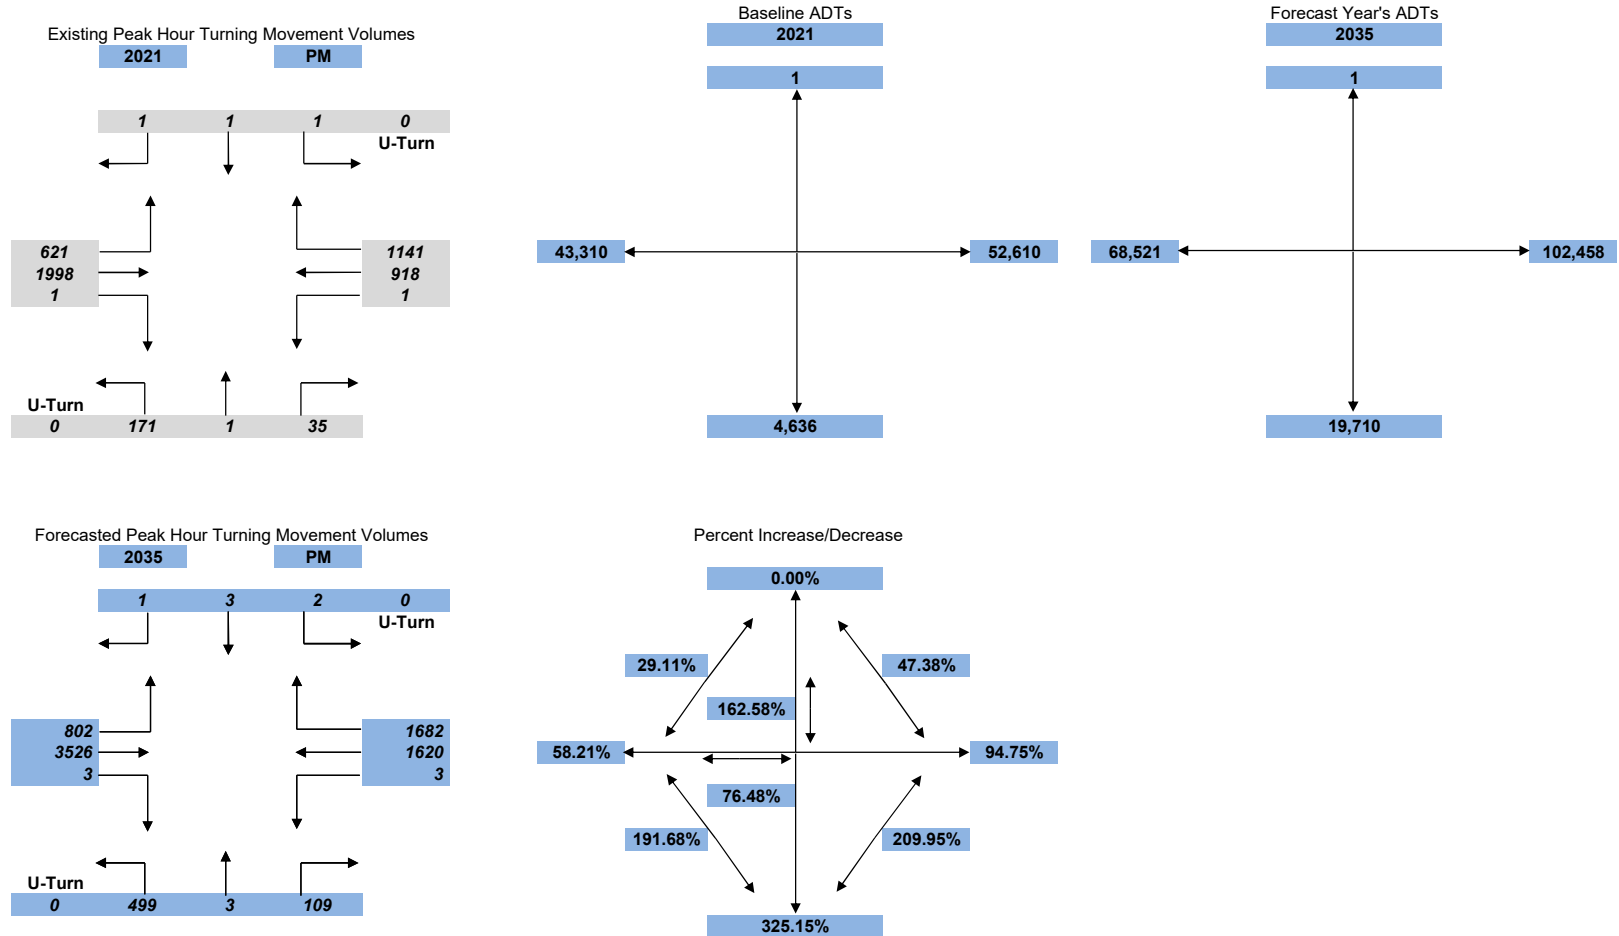 Existing Peak Hour Turning Movement Volumes
2021 PM
1 1 1 0
U-Turn
621 1141
1998 918
1 1
U-Turn
0 171 1 35
Baseline ADTs
2021
1
43,310 52,610
4,636
Forecast Year's ADTs
2035
1
68,521 102,458
19,710
Forecasted Peak Hour Turning Movement Volumes
2035 PM
1 3 2 0
U-Turn
802 1682
3526 1620
3 3
U-Turn
0 499 3 109
Percent Increase/Decrease
0.00%
29.11% 47.38%
162.58%
58.21% 94.75%
76.48%
191.68% 209.95%
325.15%